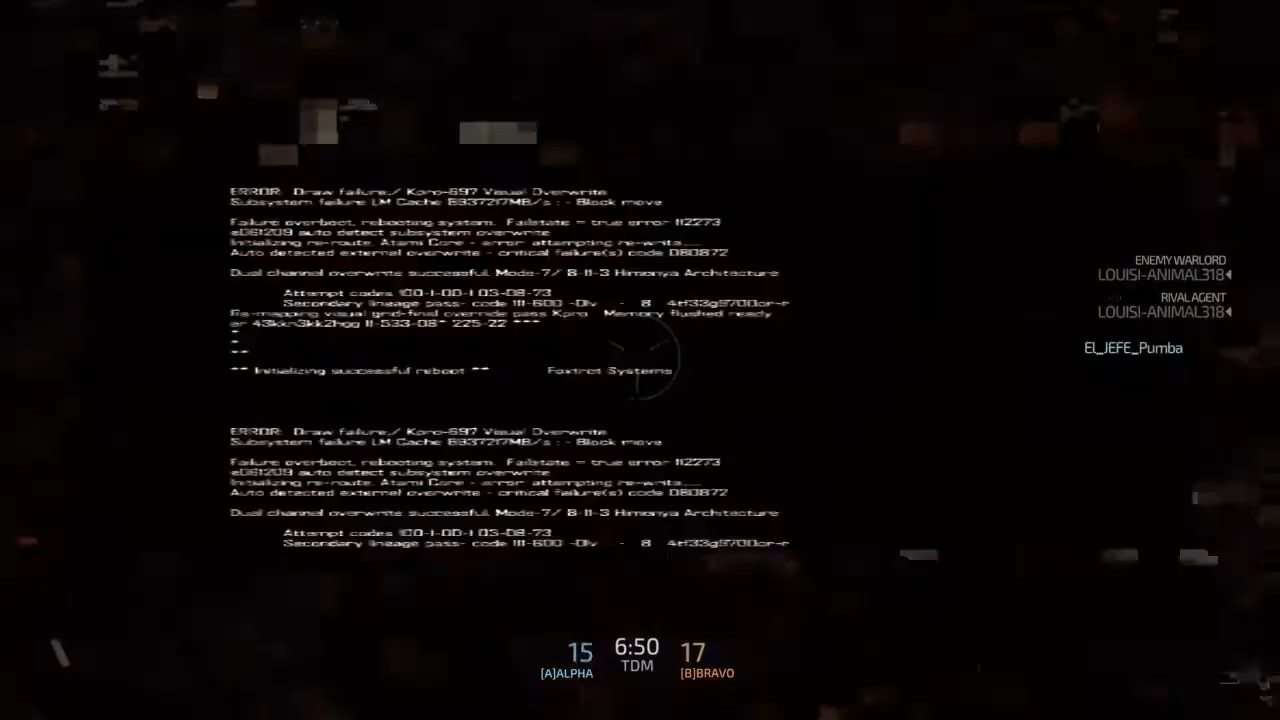 ERROR: Draw failure/ Kpro-697 Visual Overwrite
Subsystem failure LM Cache 8937217MB/s : - Block move
Failure overboot, rebooting system. Failstate - true error 112273
e061209 auto detect subsystem overwrite
Initializing re-route. Atami Core - error attempting re-write....
Auto detected external overwrite - critical failure(s) code 080872
Dual channel overwrite successful. Mode-7/ 8-11-3 Himonya Architecture
Attempt codes 100-1-00-1 03-08-73
Secondary lineage pass- code 111-600 -Div - 8
Re-mapping visual grid-final override pass Kpro Memory flushed ready
er 43kkn3kk2hgg 11-533-08* 225-22 ***
*
*
**
** Initializing successful reboot ** Foxtrot Systems
ERROR: Draw failure/ Kpro-697 Visual Overwrite
Subsystem failure LM Cache 8937217MB/s : - Block move
Failure overboot, rebooting system. Failstate - true error 112273
e061209 auto detect subsystem overwrite
Initializing re-route. Atami Core - error attempting re-write....
Auto detected external overwrite - critical failure(s) code 080872
Dual channel overwrite successful. Mode-7/ 8-11-3 Himonya Architecture
Attempt codes 100-1-00-1 03-08-73
Secondary lineage pass- code 111-600 -Div - 8
ENEMY WARLORD
LOUISI-ANIMAL318
RIVAL AGENT
LOUISI-ANIMAL318
El_JEFE_Pumba
15 6:50 17
[A]ALPHA TDM [B]BRAVO